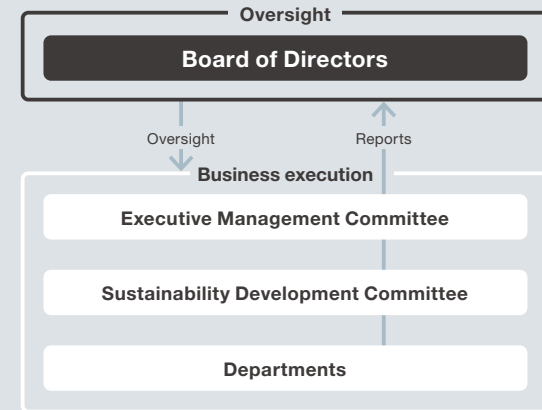 Oversight
Board of Directors
Oversight
Reports
Business execution
Executive Management Committee
Sustainability Development Committee
Departments